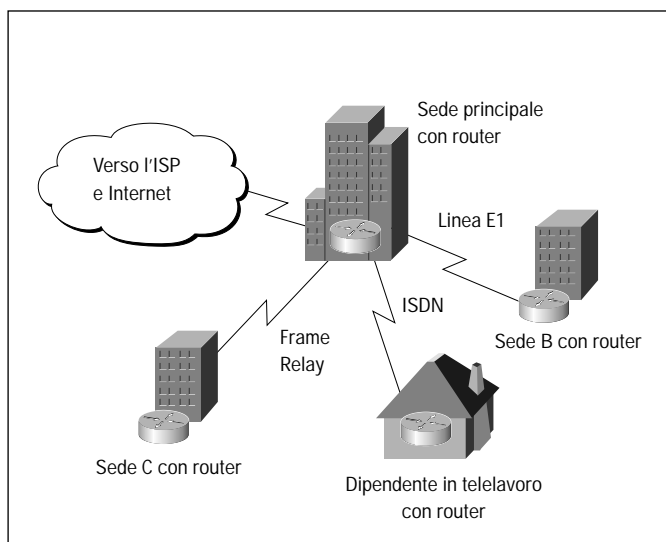 Sede principale
con router
Verso l'ISP
e Internet
Linea E1
ISDN
Frame
Relay
Sede B con router
Sede C con router
Dipendente in telelavoro
con router